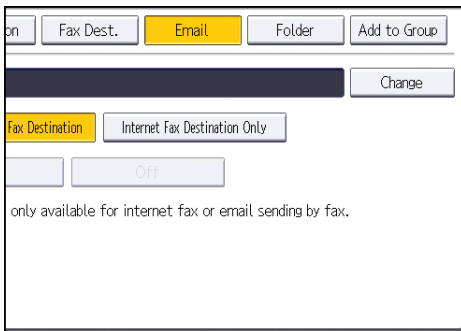 on Fax Dest. Email Folder Add to Group
Change
Fax Destination Internet Fax Destination Only
Off
only available for internet fax or email sending by fax.